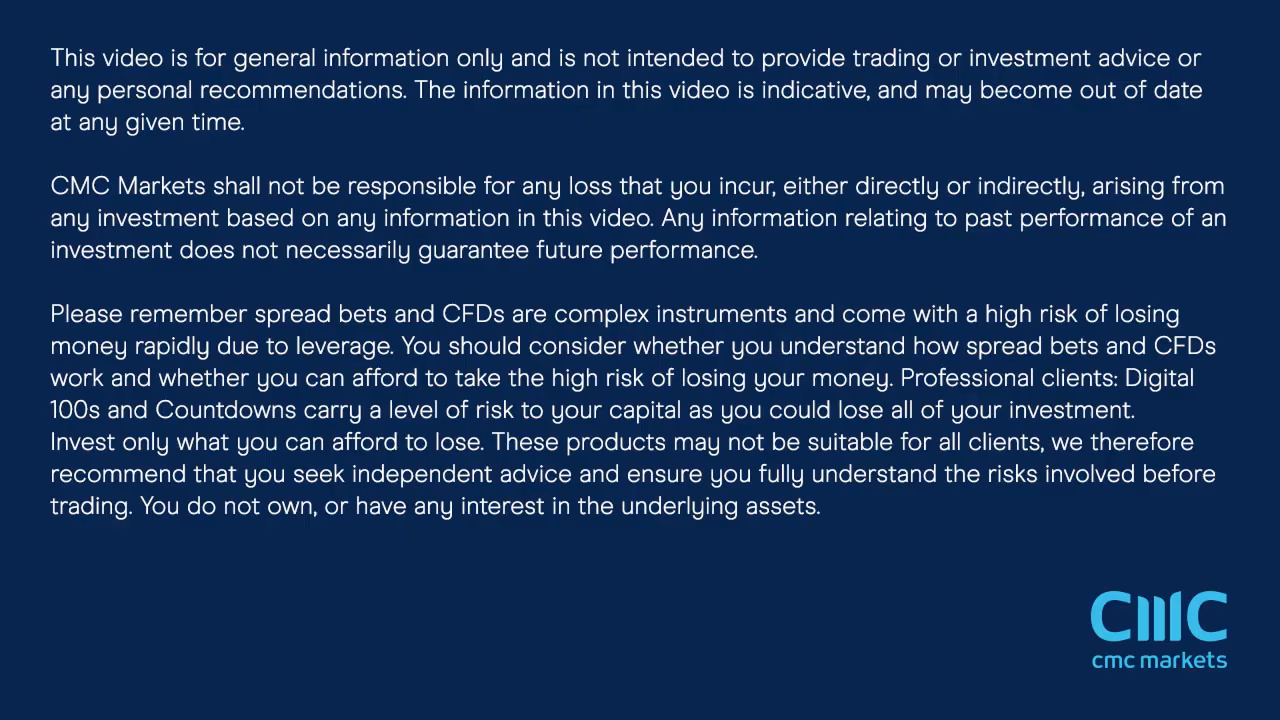 This video is for general information only and is not intended to provide trading or investment advice or
any personal recommendations. The information in this video is indicative, and may become out of date
at any given time.
CMC Markets shall not be responsible for any loss that you incur, either directly or indirectly, arising from
any investment based on any information in this video. Any information relating to past performance of an
investment does not necessarily guarantee future performance.
Please remember spread bets and CFDs are complex instruments and come with a high risk of losing
money rapidly due to leverage. You should consider whether you understand how spread bets and CFDs
work and whether you can afford to take the high risk of losing your money. Professional clients: Digital
100s and Countdowns carry a level of risk to your capital as you could lose all of your investment.
Invest only what you can afford to lose. These products may not be suitable for all clients, we therefore
recommend that you seek independent advice and ensure you fully understand the risks involved before
trading. You do not own, or have any interest in the underlying assets.
CMC
cmc markets